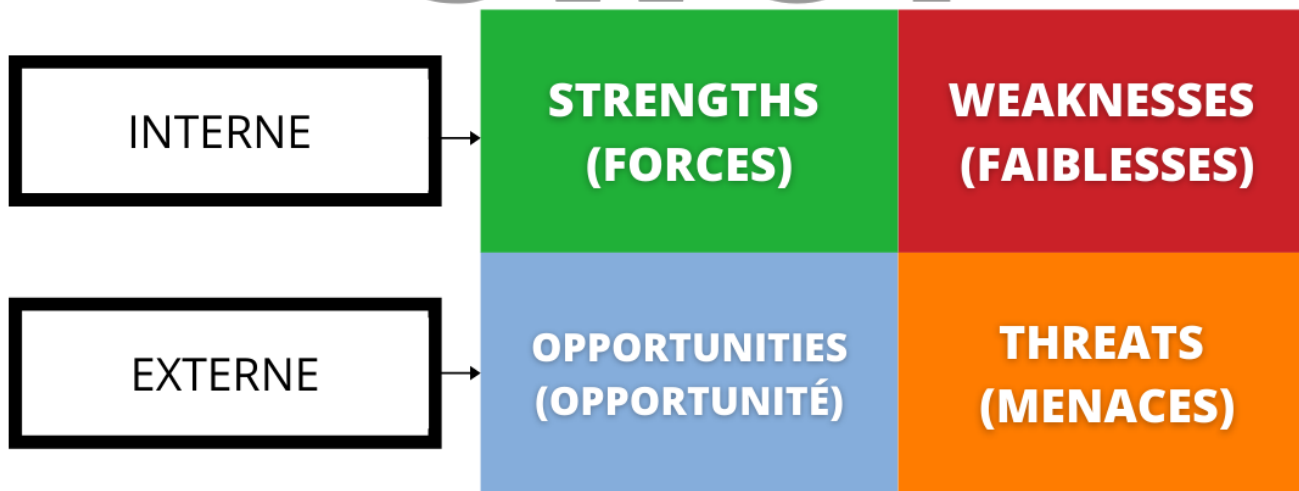 INTERNE
STRENGTHS
(FORCES)
WEAKNESSES
(FAIBLESSES)
EXTERNE
OPPORTUNITIES
(OPPORTUNITÉ)
THREATS
(MENACES)